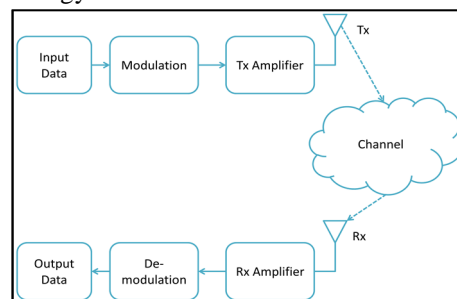 Tx
Input
Data
Modulation
Tx Amplifier
Channel
Rx
Output
Data
De-
modulation
Rx Amplifier